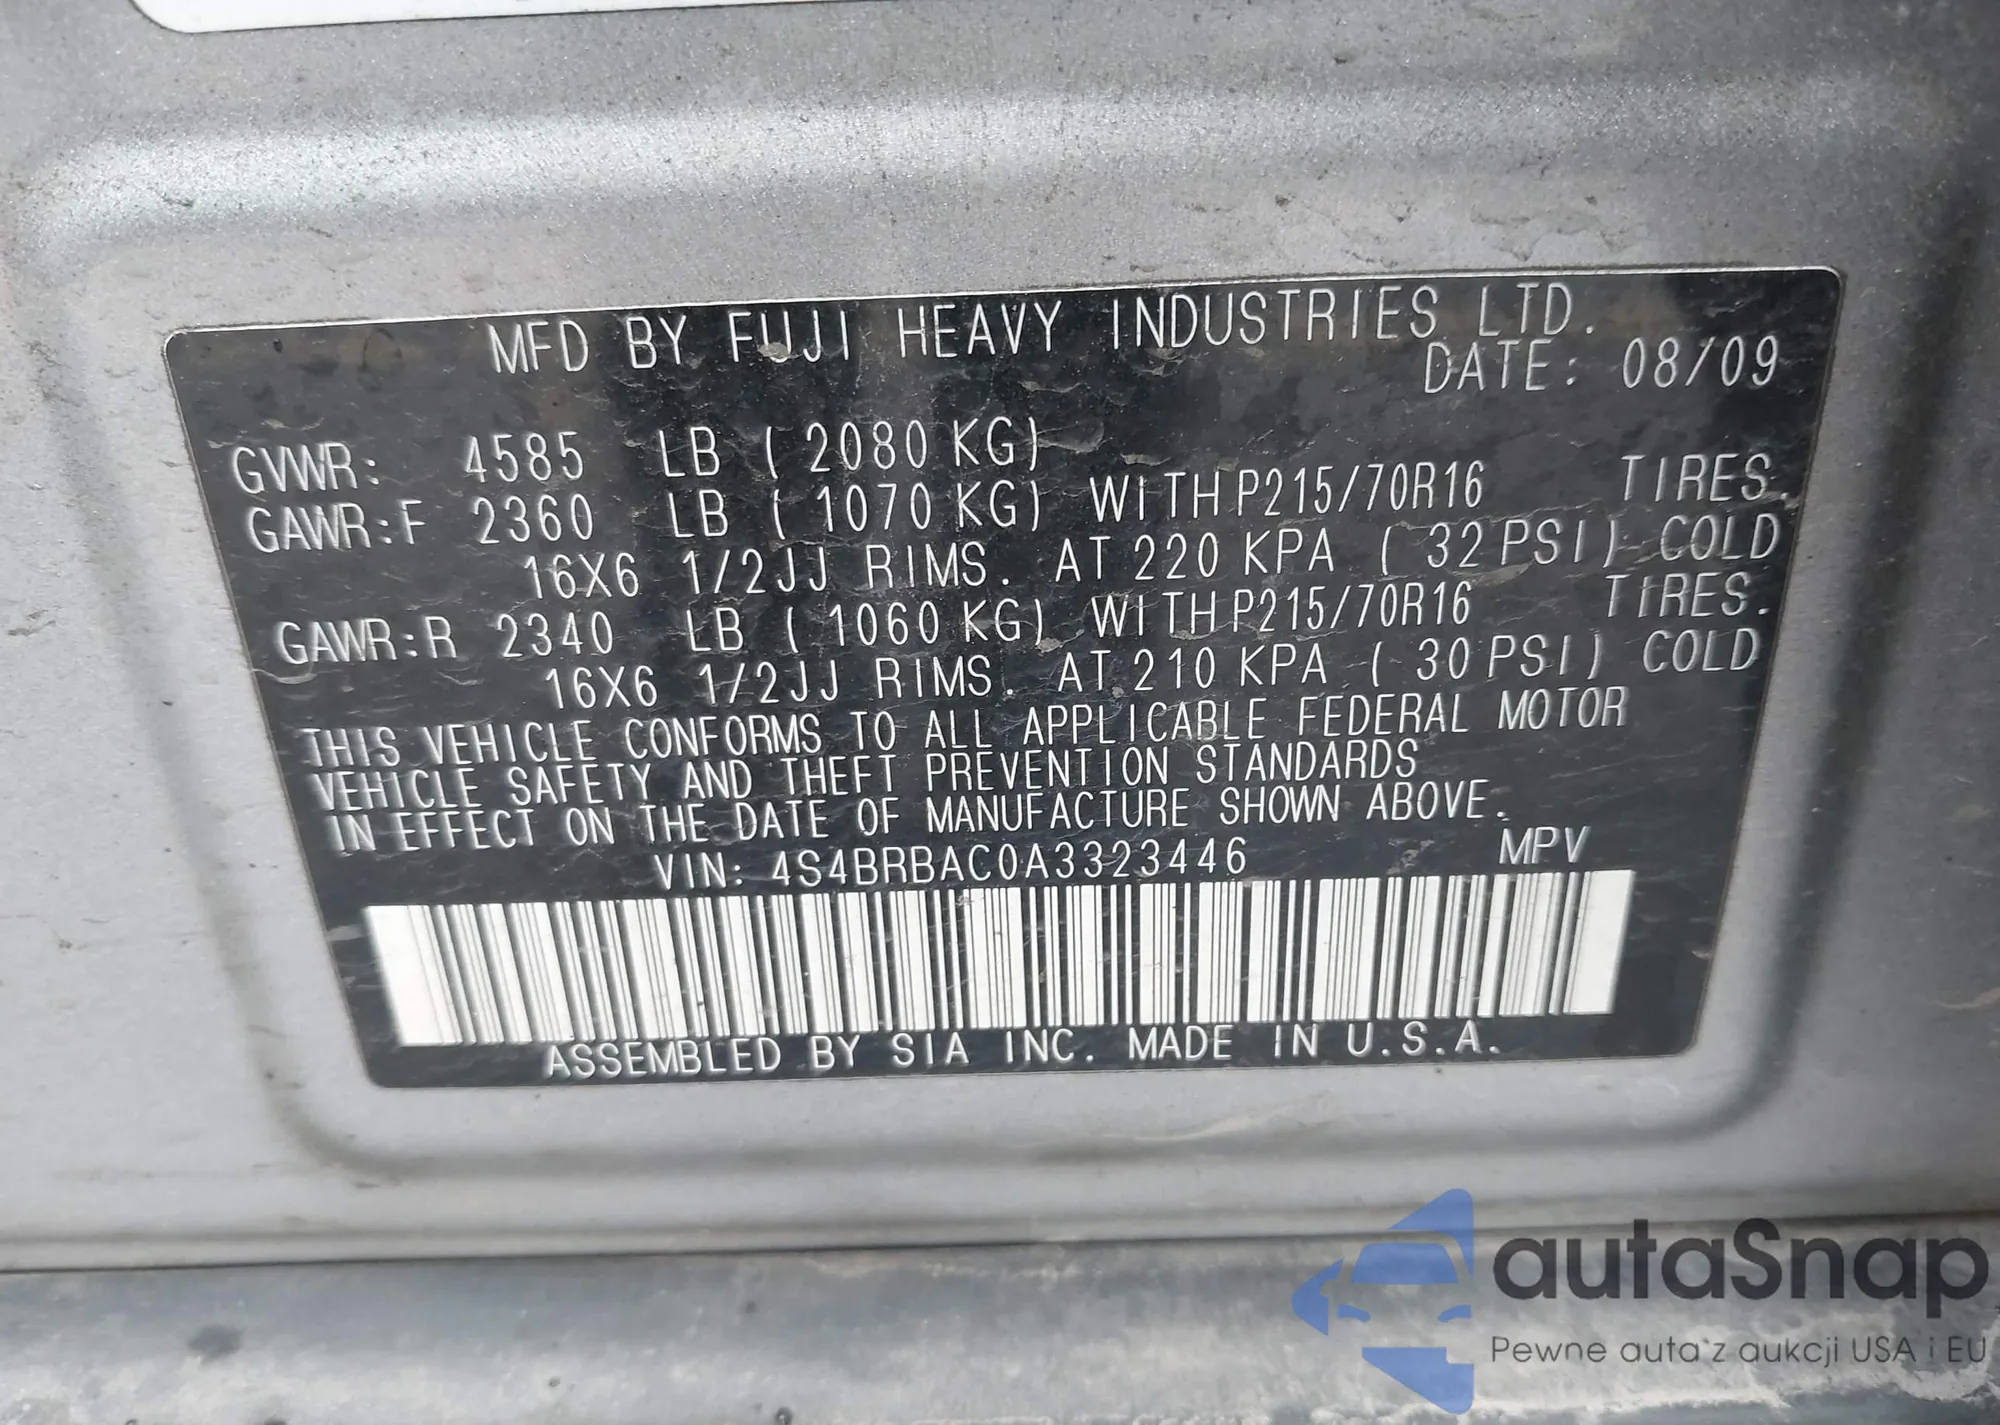 MFD BY FUJI HEAVY INDUSTRIES LTD.
DATE: 08/09
GVWR: 4585 LB ( 2080 KG)
GAWR:F 2360 LB ( 1070 KG) WITH P215/70R16 TIRES.
16X6 1/2JJ RIMS. AT 220 KPA ( 32 PSI) COLD
GAWR:R 2340 LB ( 1060 KG) WITH P215/70R16 TIRES.
16X6 1/2JJ RIMS. AT 210 KPA ( 30 PSI) COLD
THIS VEHICLE CONFORMS TO ALL APPLICABLE FEDERAL MOTOR
VEHICLE SAFETY AND THEFT PREVENTION STANDARDS
IN EFFECT ON THE DATE OF MANUFACTURE SHOWN ABOVE.
VIN: 4S4BRBAC0A3323446 MPV
ASSEMBLED BY SIA INC. MADE IN U.S.A.
autaSnap
Pewne auta z aukcji USA i EU